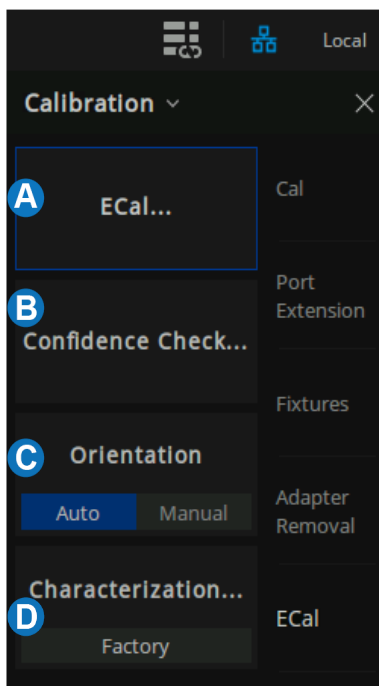 Local
Calibration
A
ECal...
Cal
B
Confidence Check...
Port
Extension
C
Orientation
Auto Manual
Fixtures
Adapter
Removal
Characterization...
D
Factory
ECal